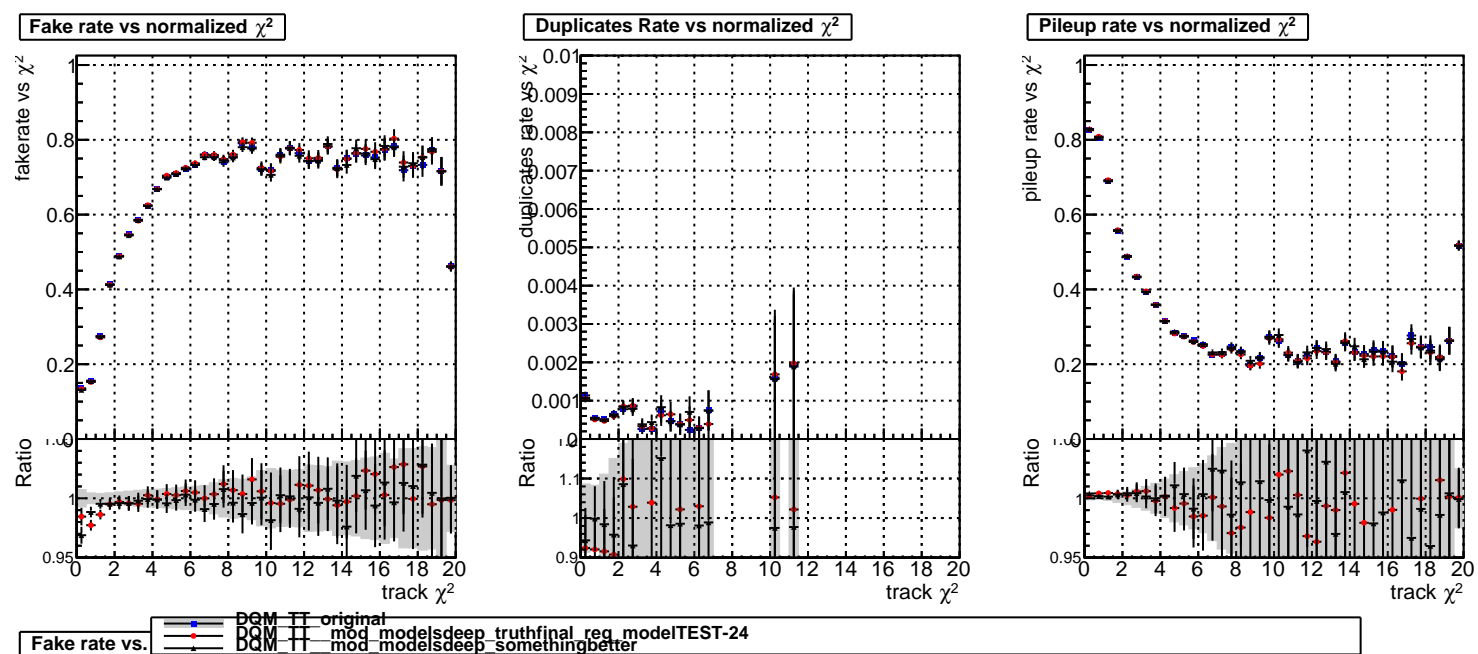 Fake rate vs normalized χ²
Duplicates Rate vs normalized χ²
Pileup rate vs normalized χ²
fakerate vs χ²
1
0.8
0.6
0.4
0.2
0
Ratio
1
0.95
0 2 4 6 8 10 12 14 16 18 20
track χ²
duplicates rate vs χ²
0.01
0.009
0.008
0.007
0.006
0.005
0.004
0.003
0.002
0.001
0
Ratio
1.1
1
0.9
0 2 4 6 8 10 12 14 16 18 20
track χ²
pileup rate vs χ²
1
0.8
0.6
0.4
0.2
0
Ratio
1
0.95
0 2 4 6 8 10 12 14 16 18 20
track χ²
Fake rate vs.
DQM_TT_original
DQM_TT__mod_modelsdeep_truthfinal_reg_modelTEST-24
DQM_TT__mod_modelsdeep_somethingbetter